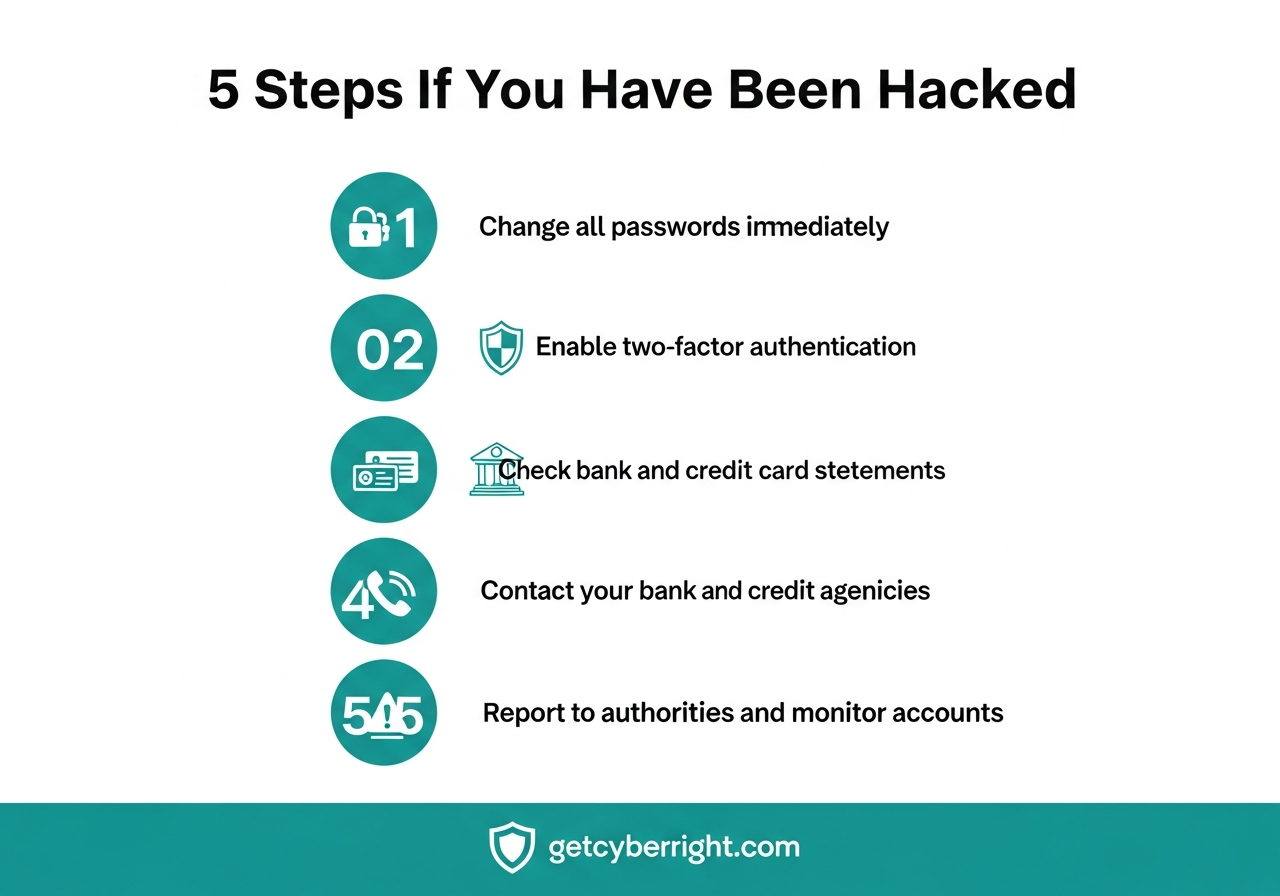 5 Steps If You Have Been Hacked
1 Change all passwords immediately
02 Enable two-factor authentication
Check bank and credit card stetements
4 Contact your bank and credit agenicies
5 5 Report to authorities and monitor accounts
getcyberright.com